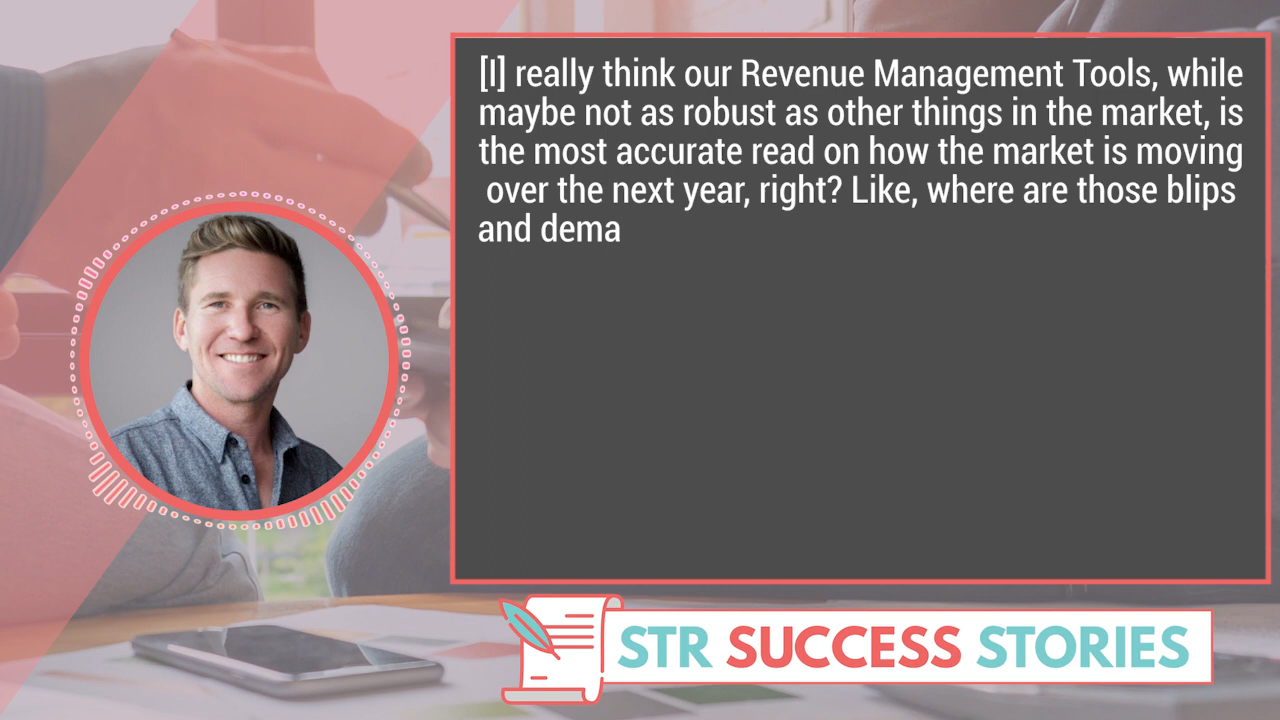 [I] really think our Revenue Management Tools, while
maybe not as robust as other things in the market, is
the most accurate read on how the market is moving
over the next year, right? Like, where are those blips
and dema
STR SUCCESS STORIES